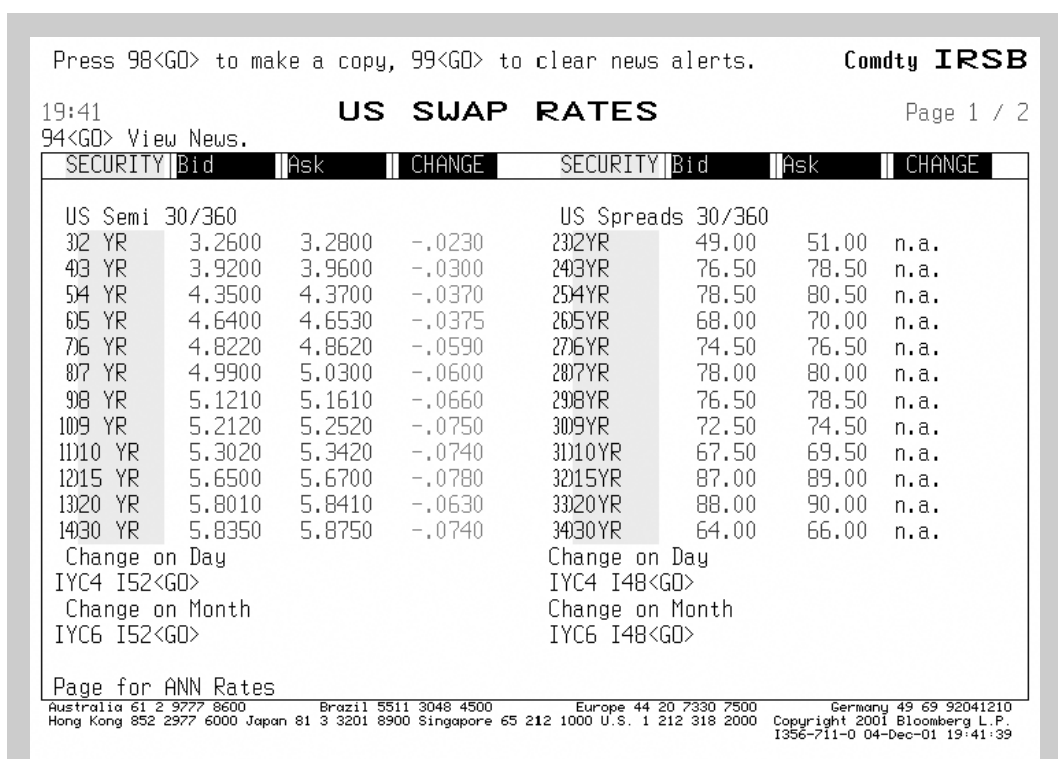 Press 98<GO> to make a copy, 99<GO> to clear news alerts. Comdty IRSB
19:41 US SWAP RATES Page 1 / 2
94<GO> View News.
SECURITY Bid Ask CHANGE SECURITY Bid Ask CHANGE
US Semi 30/360 US Spreads 30/360
3)2 YR 3.2600 3.2800 -.0230 23)2YR 49.00 51.00 n.a.
4)3 YR 3.9200 3.9600 -.0300 24)3YR 76.50 78.50 n.a.
5)4 YR 4.3500 4.3700 -.0370 25)4YR 78.50 80.50 n.a.
6)5 YR 4.6400 4.6530 -.0375 26)5YR 68.00 70.00 n.a.
7)6 YR 4.8220 4.8620 -.0590 27)6YR 74.50 76.50 n.a.
8)7 YR 4.9900 5.0300 -.0600 28)7YR 78.00 80.00 n.a.
9)8 YR 5.1210 5.1610 -.0660 29)8YR 76.50 78.50 n.a.
10)9 YR 5.2120 5.2520 -.0750 30)9YR 72.50 74.50 n.a.
11)10 YR 5.3020 5.3420 -.0740 31)10YR 67.50 69.50 n.a.
12)15 YR 5.6500 5.6700 -.0780 32)15YR 87.00 89.00 n.a.
13)20 YR 5.8010 5.8410 -.0630 33)20YR 88.00 90.00 n.a.
14)30 YR 5.8350 5.8750 -.0740 34)30YR 64.00 66.00 n.a.
Change on Day Change on Day
IYC4 I52<GO> IYC4 I48<GO>
Change on Month Change on Month
IYC6 I52<GO> IYC6 I48<GO>
Page for ANN Rates
Australia 61 2 9777 8600 Brazil 5511 3048 4500 Europe 44 20 7330 7500 Germany 49 69 92041210
Hong Kong 852 2977 6000 Japan 81 3 3201 8900 Singapore 65 212 1000 U.S. 1 212 318 2000 Copyright 2001 Bloomberg L.P.
I356-711-0 04-Dec-01 19:41:39